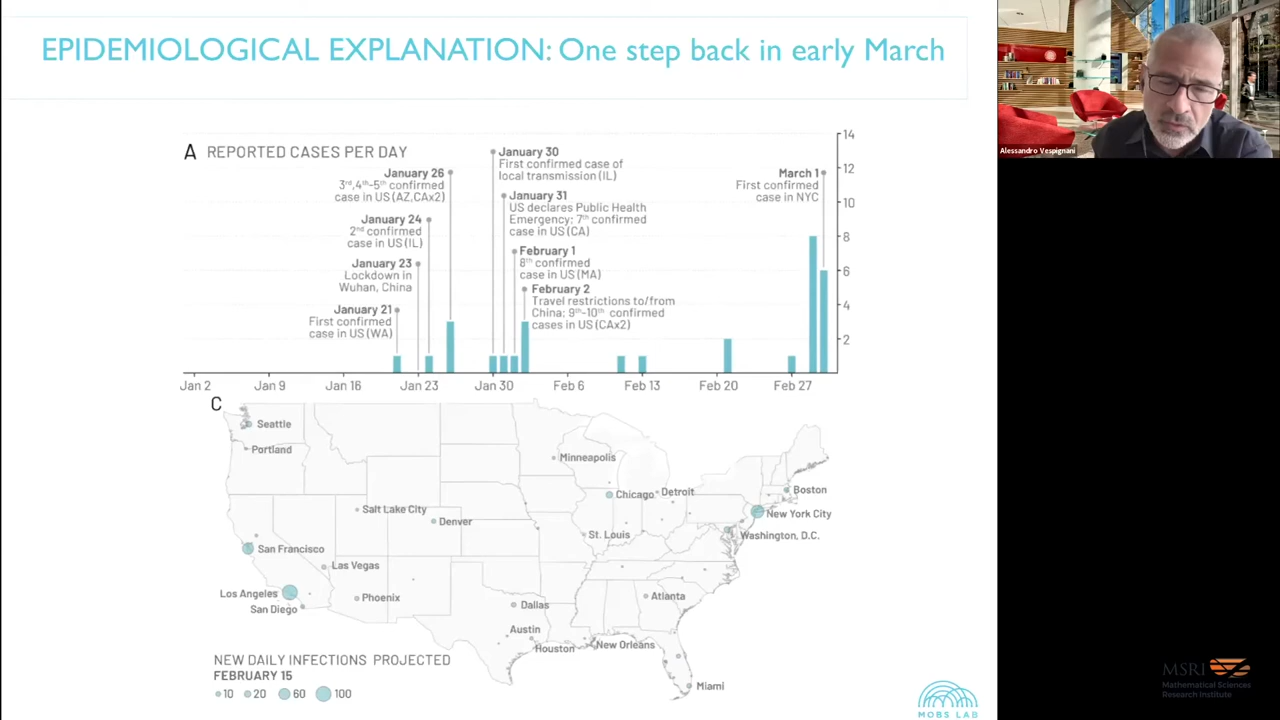 EPIDEMIOLOGICAL EXPLANATION: One step back in early March
Alessandro Vespignani
A REPORTED CASES PER DAY
January 30
First confirmed case of
local transmission (IL)
January 26
3rd,4th-5th confirmed
case in US (AZ,CAx2)
January 31
US declares Public Health
Emergency; 7th confirmed
case in US (CA)
January 24
2nd confirmed
case in US (IL)
February 1
8th confirmed
case in US (MA)
January 23
Lockdown in
Wuhan, China
February 2
Travel restrictions to/from
China; 9th-10th confirmed
cases in US (CAx2)
January 21
First confirmed
case in US (WA)
March 1
First confirmed
case in NYC
14
12
10
8
6
4
2
Jan 2 Jan 9 Jan 16 Jan 23 Jan 30 Feb 6 Feb 13 Feb 20 Feb 27
C
Seattle
Portland
Minneapolis
Boston
Chicago
Detroit
Salt Lake City
New York City
Denver
St. Louis
Washington, D.C.
San Francisco
Las Vegas
Los Angeles
Phoenix
Atlanta
San Diego
Dallas
Austin
Houston
New Orleans
Miami
NEW DAILY INFECTIONS PROJECTED
FEBRUARY 15
10 20 60 100
MOBS LAB
MSRI
Mathematical Sciences
Research Institute